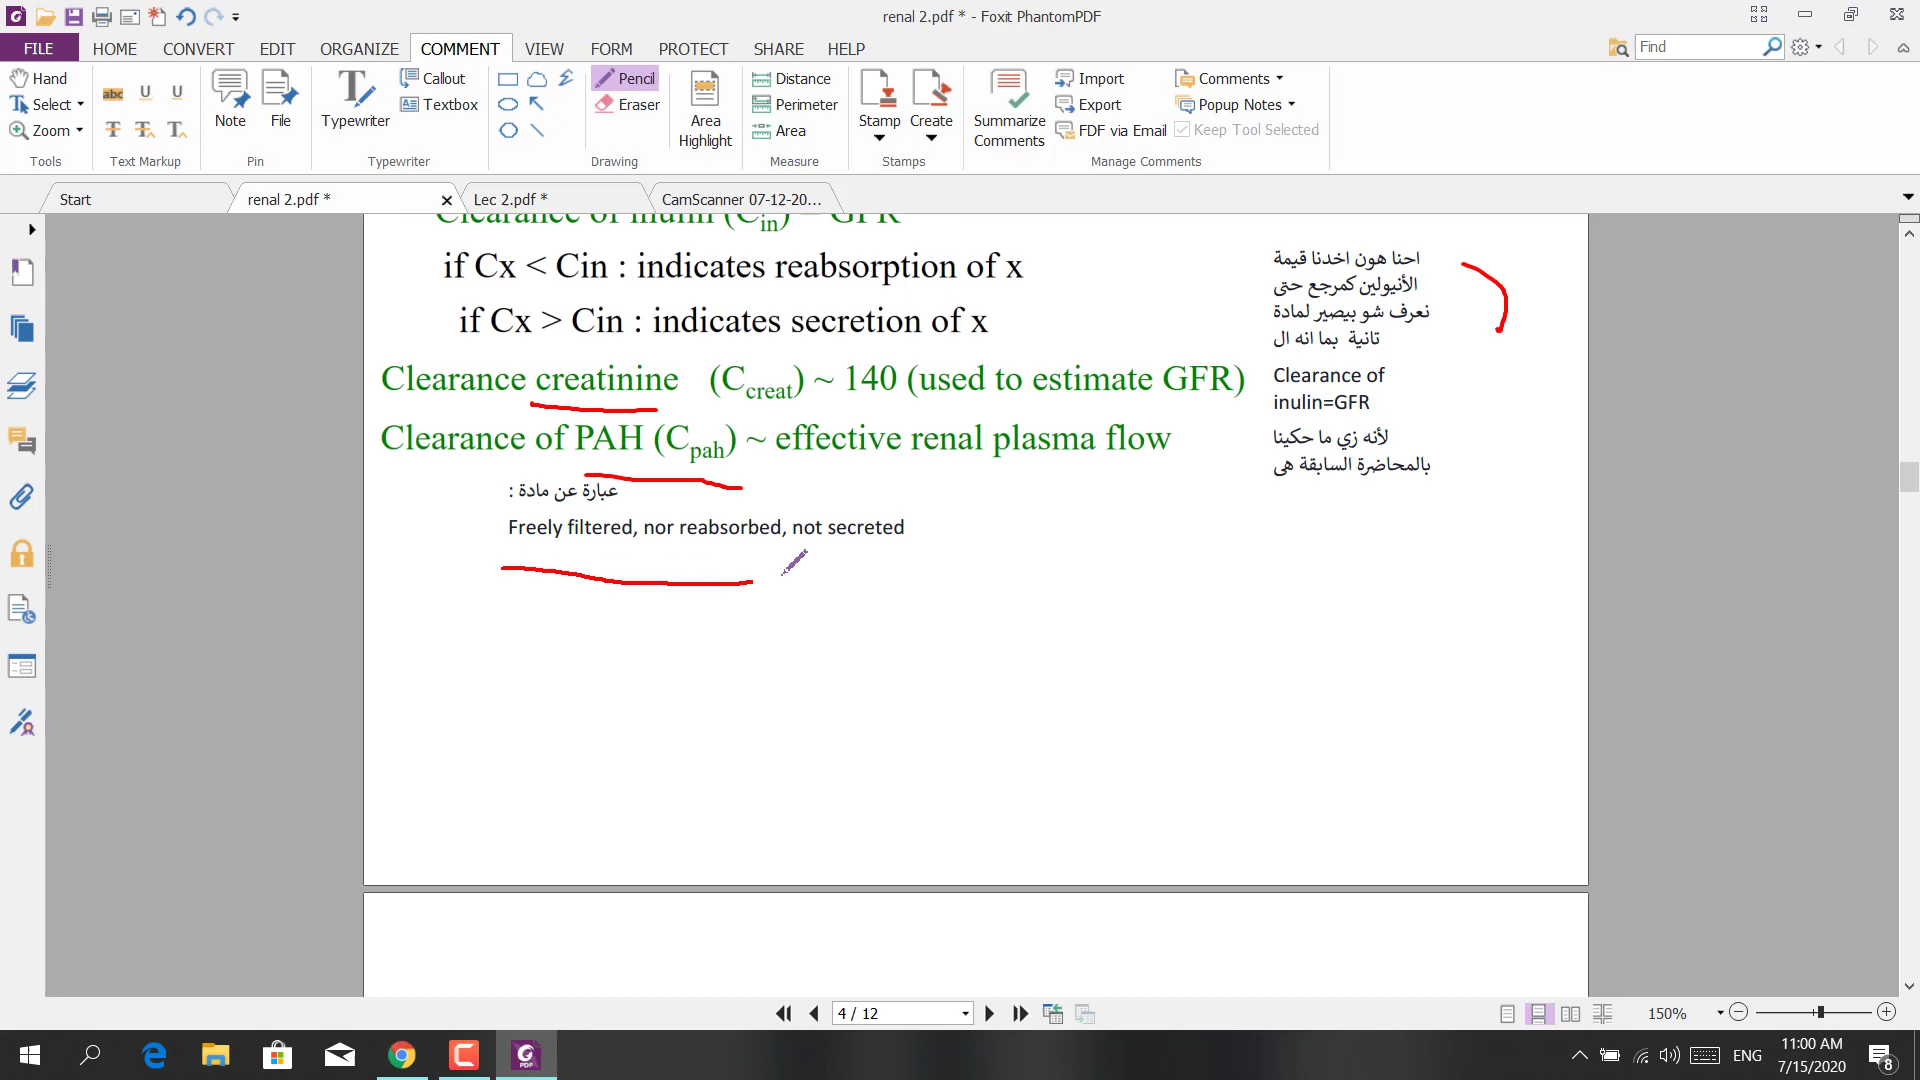 renal 2.pdf * - Foxit PhantomPDF
FILE HOME CONVERT EDIT ORGANIZE COMMENT VIEW FORM PROTECT SHARE HELP
Find
Hand
Select
Zoom
Tools
abc U U
T T T
Text Markup
Note
File
Pin
Typewriter
Callout
Textbox
Typewriter
Pencil
Eraser
Drawing
Area
Highlight
Distance
Perimeter
Area
Measure
Stamp
Create
Stamps
Summarize
Comments
Import
Export
FDF via Email
Comments
Popup Notes
Keep Tool Selected
Manage Comments
Start
renal 2.pdf *
Lec 2.pdf *
CamScanner 07-12-20...
Clearance of inulin (Cin) = GFR
if Cx < Cin : indicates reabsorption of x
if Cx > Cin : indicates secretion of x
Clearance creatinine (Ccreat) ~ 140 (used to estimate GFR)
Clearance of PAH (Cpah) ~ effective renal plasma flow
عبارة عن مادة :
Freely filtered, nor reabsorbed, not secreted
احنا هون اخدنا قيمة
الأنيولين كمرجع حتى
نعرف شو بيصير لمادة
تانية بما انه ال
Clearance of
inulin=GFR
لأنه زي ما حكينا
بالمحاضرة السابقة هي
4 / 12
150%
ENG
11:00 AM
7/15/2020
8